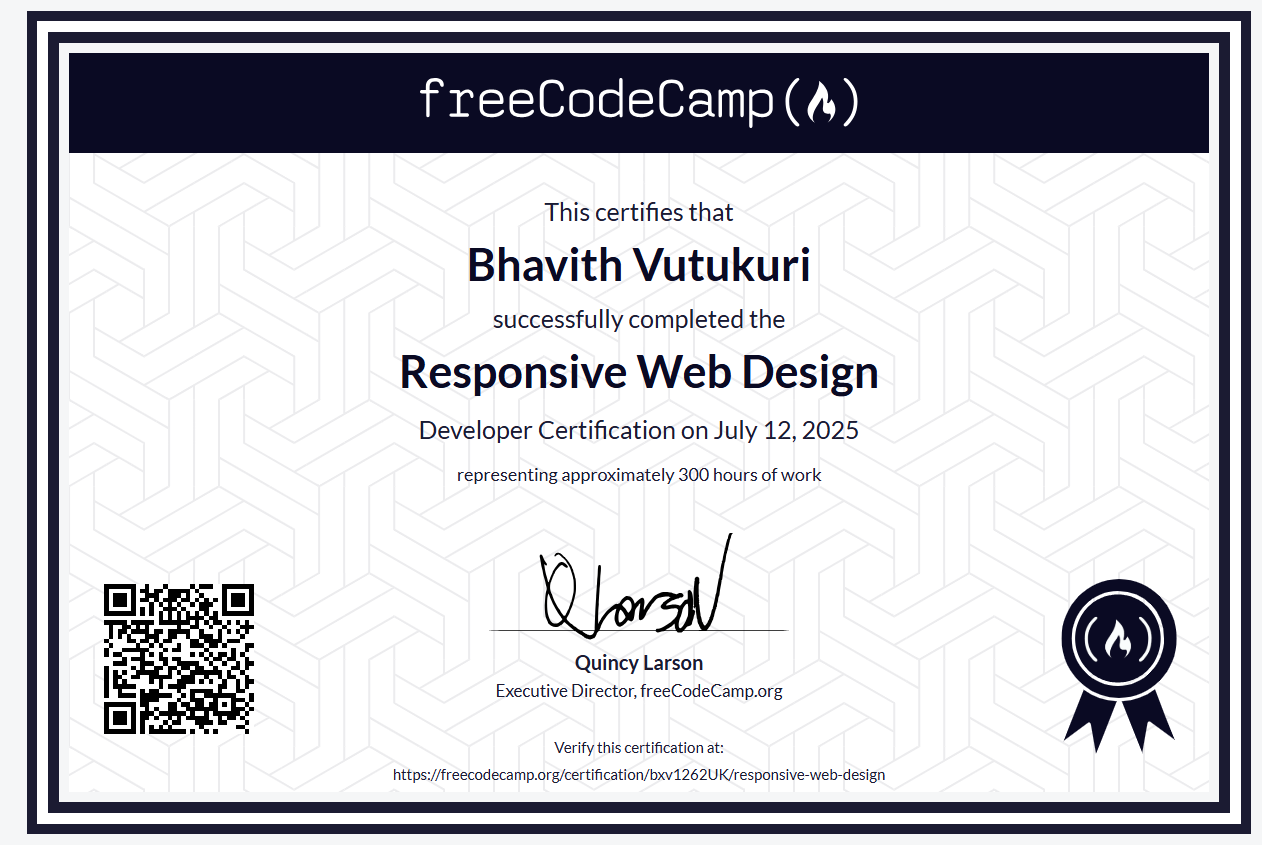 freeCodeCamp
This certifies that
Bhavith Vutukuri
successfully completed the
Responsive Web Design
Developer Certification on July 12, 2025
representing approximately 300 hours of work
Q Larson
Quincy Larson
Executive Director, freeCodeCamp.org
Verify this certification at:
https://freecodecamp.org/certification/bxv1262UK/responsive-web-design